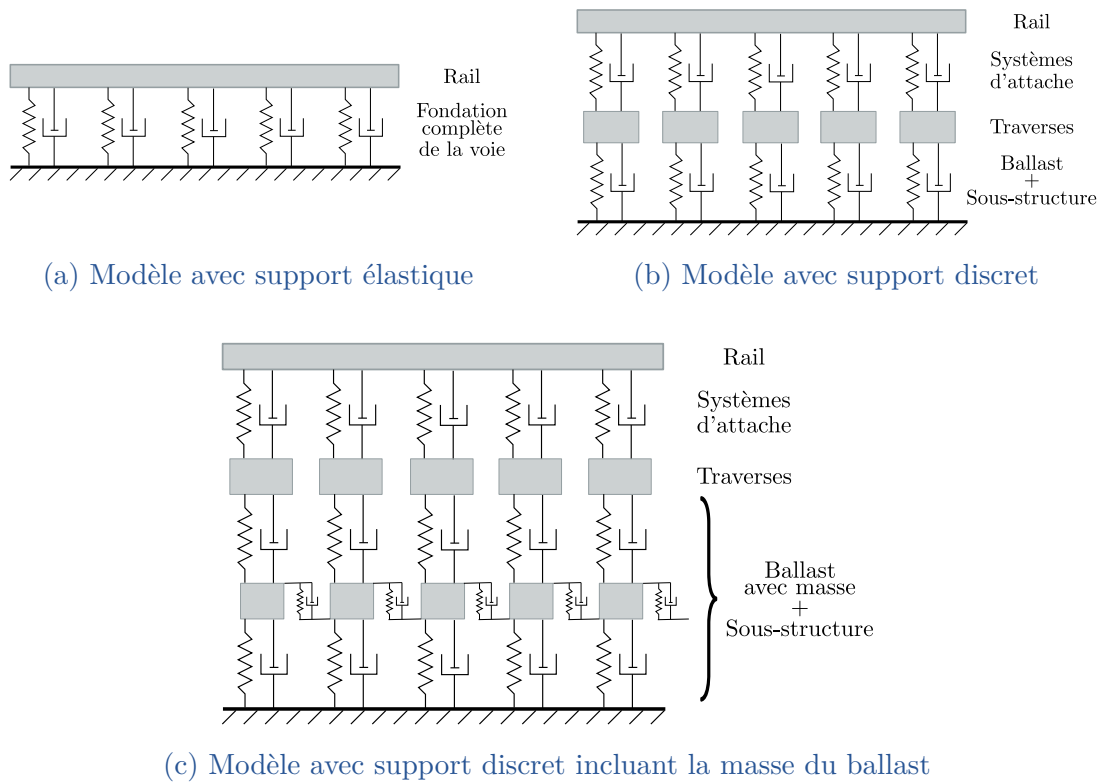 Rail
Fondation
complète
de la voie
(a) Modèle avec support élastique
Rail
Systèmes
d'attache
Traverses
Ballast
+
Sous-structure
(b) Modèle avec support discret
Rail
Systèmes
d'attache
Traverses
Ballast
avec masse
+
Sous-structure
(c) Modèle avec support discret incluant la masse du ballast